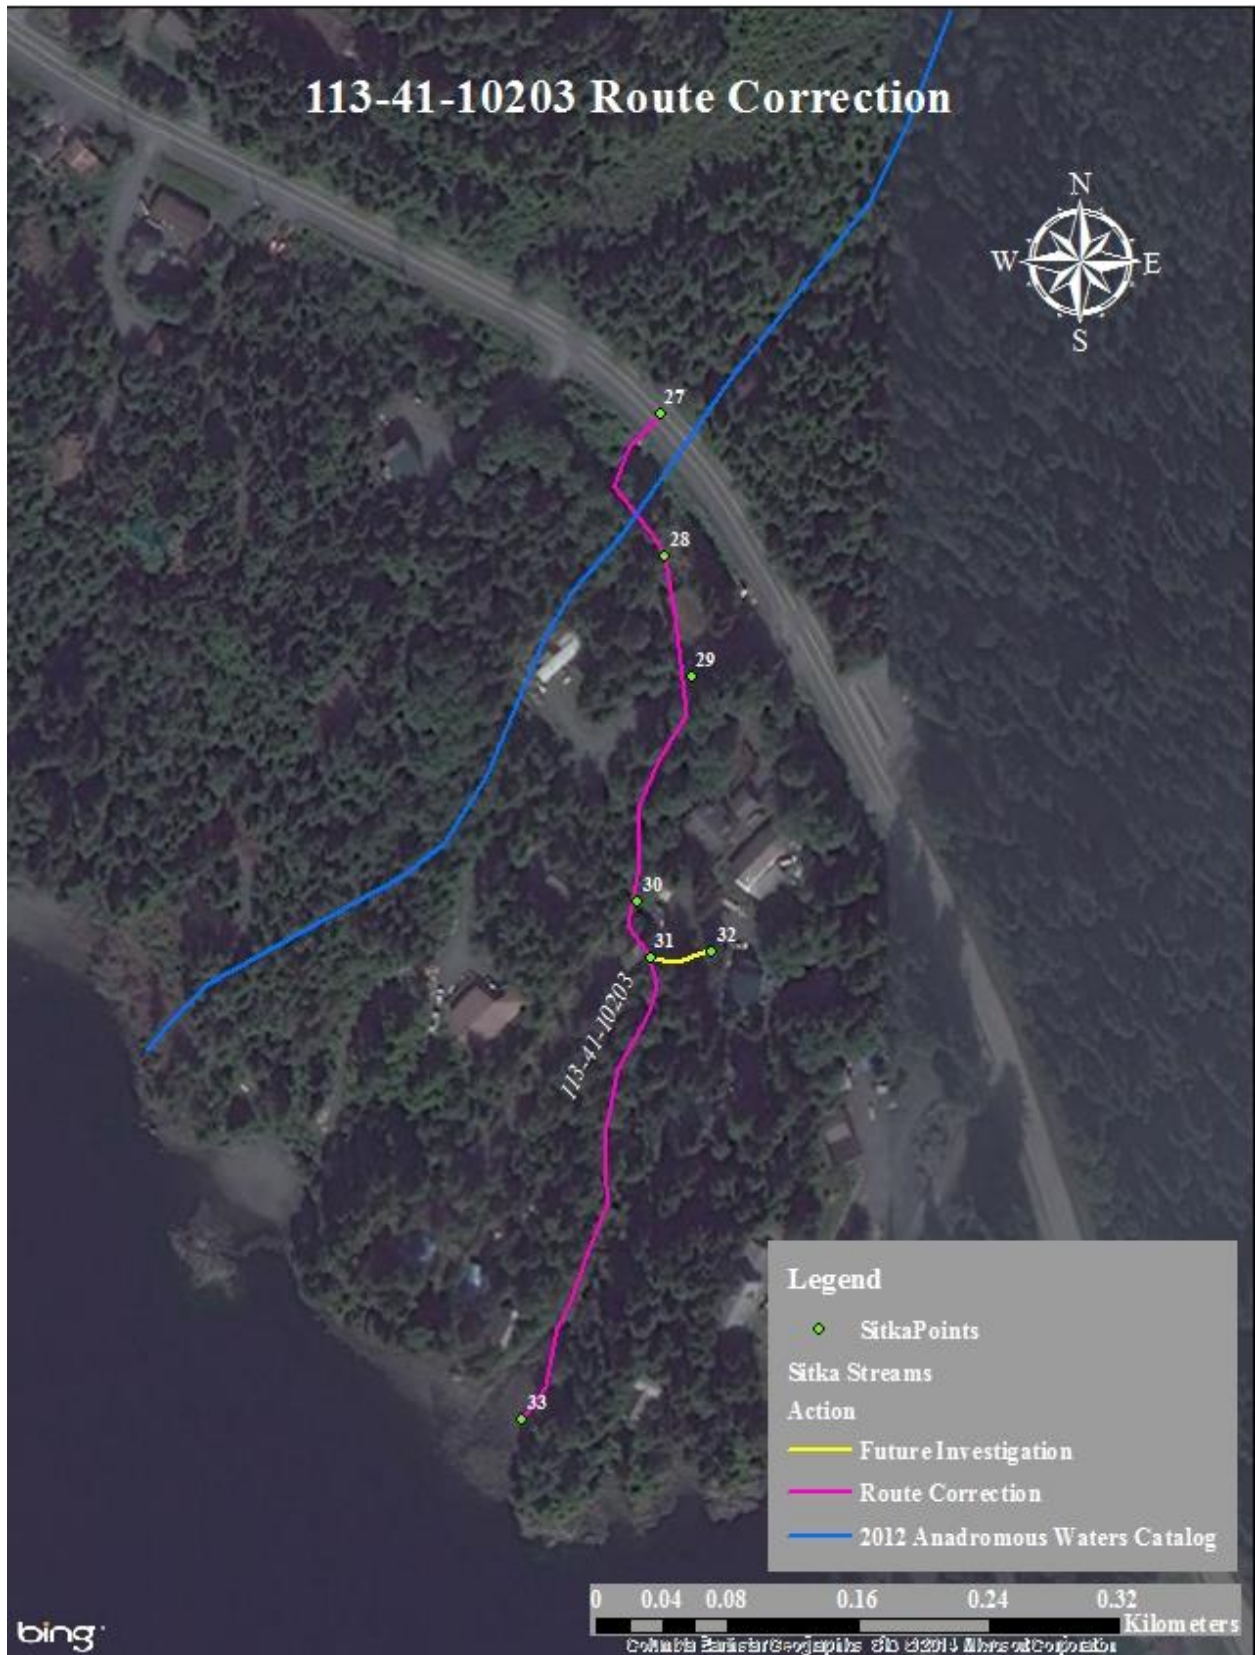 113-41-10203 Route Correction
N
W E
S
27
28
29
30
31
32
113-41-10203
33
Legend
SitkaPoints
Sitka Streams
Action
Future Investigation
Route Correction
2012 Anadromous Waters Catalog
0 0.04 0.08 0.16 0.24 0.32
Kilometers
bing
Corporation